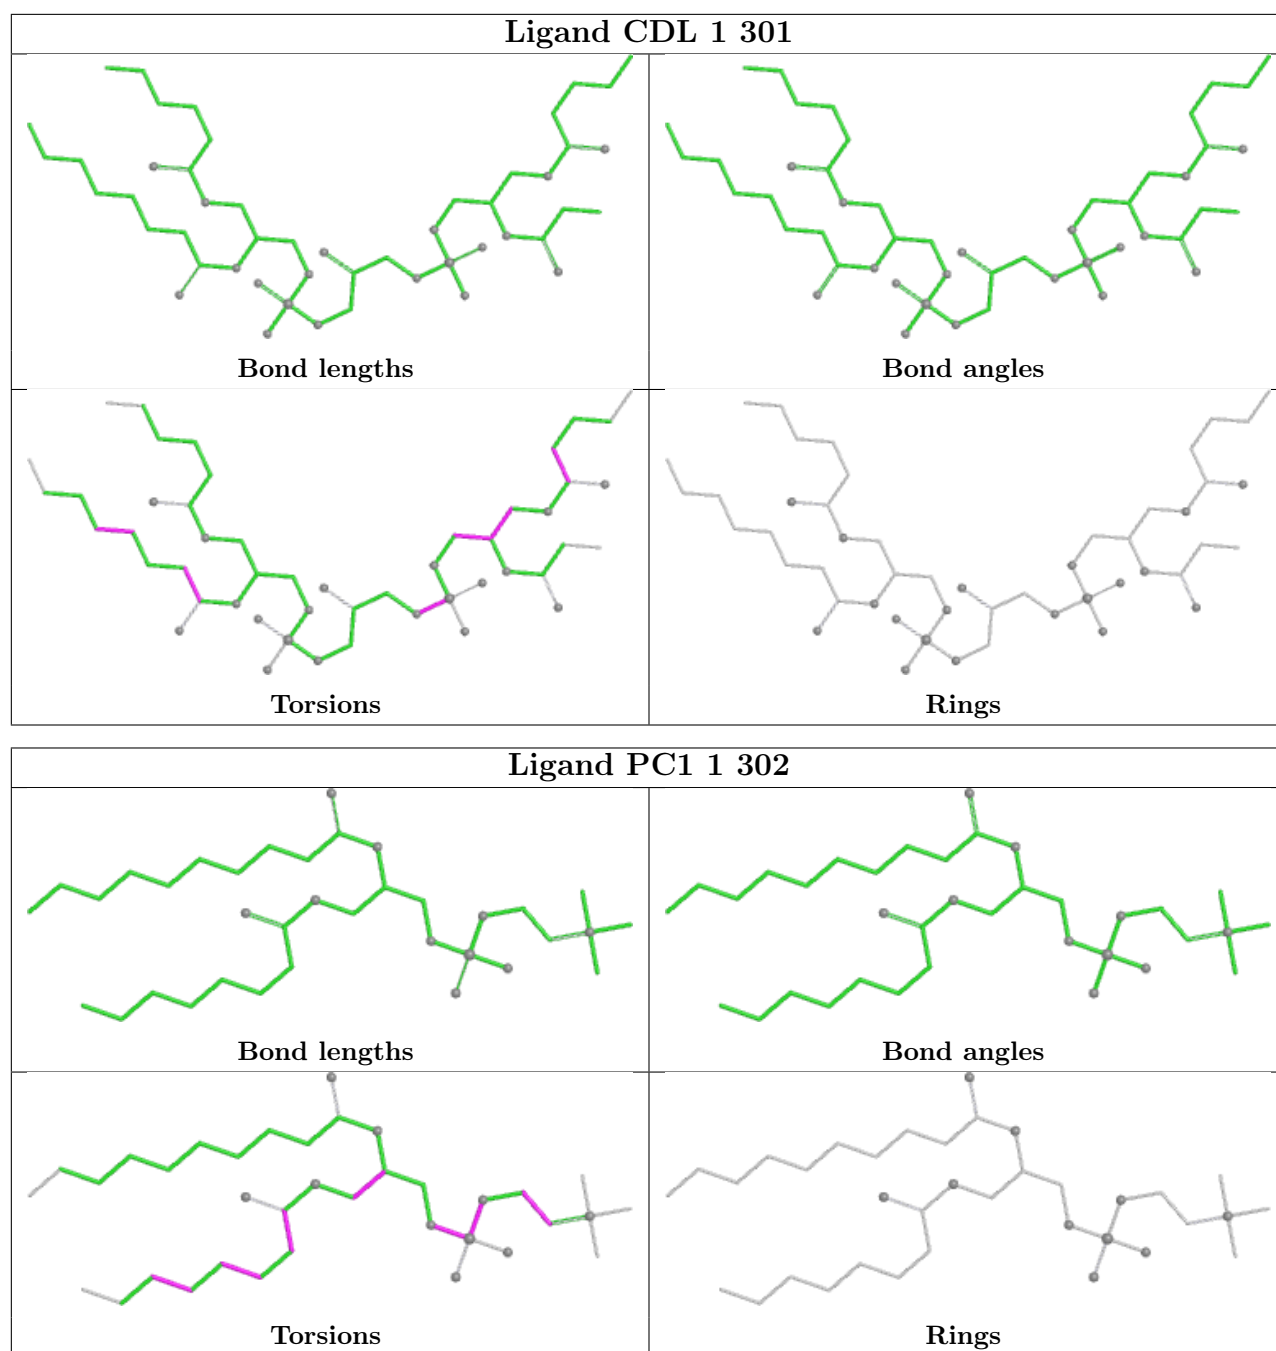 Ligand CDL 1 301
Bond lengths
Bond angles
Torsions
Rings
Ligand PC1 1 302
Bond lengths
Bond angles
Torsions
Rings